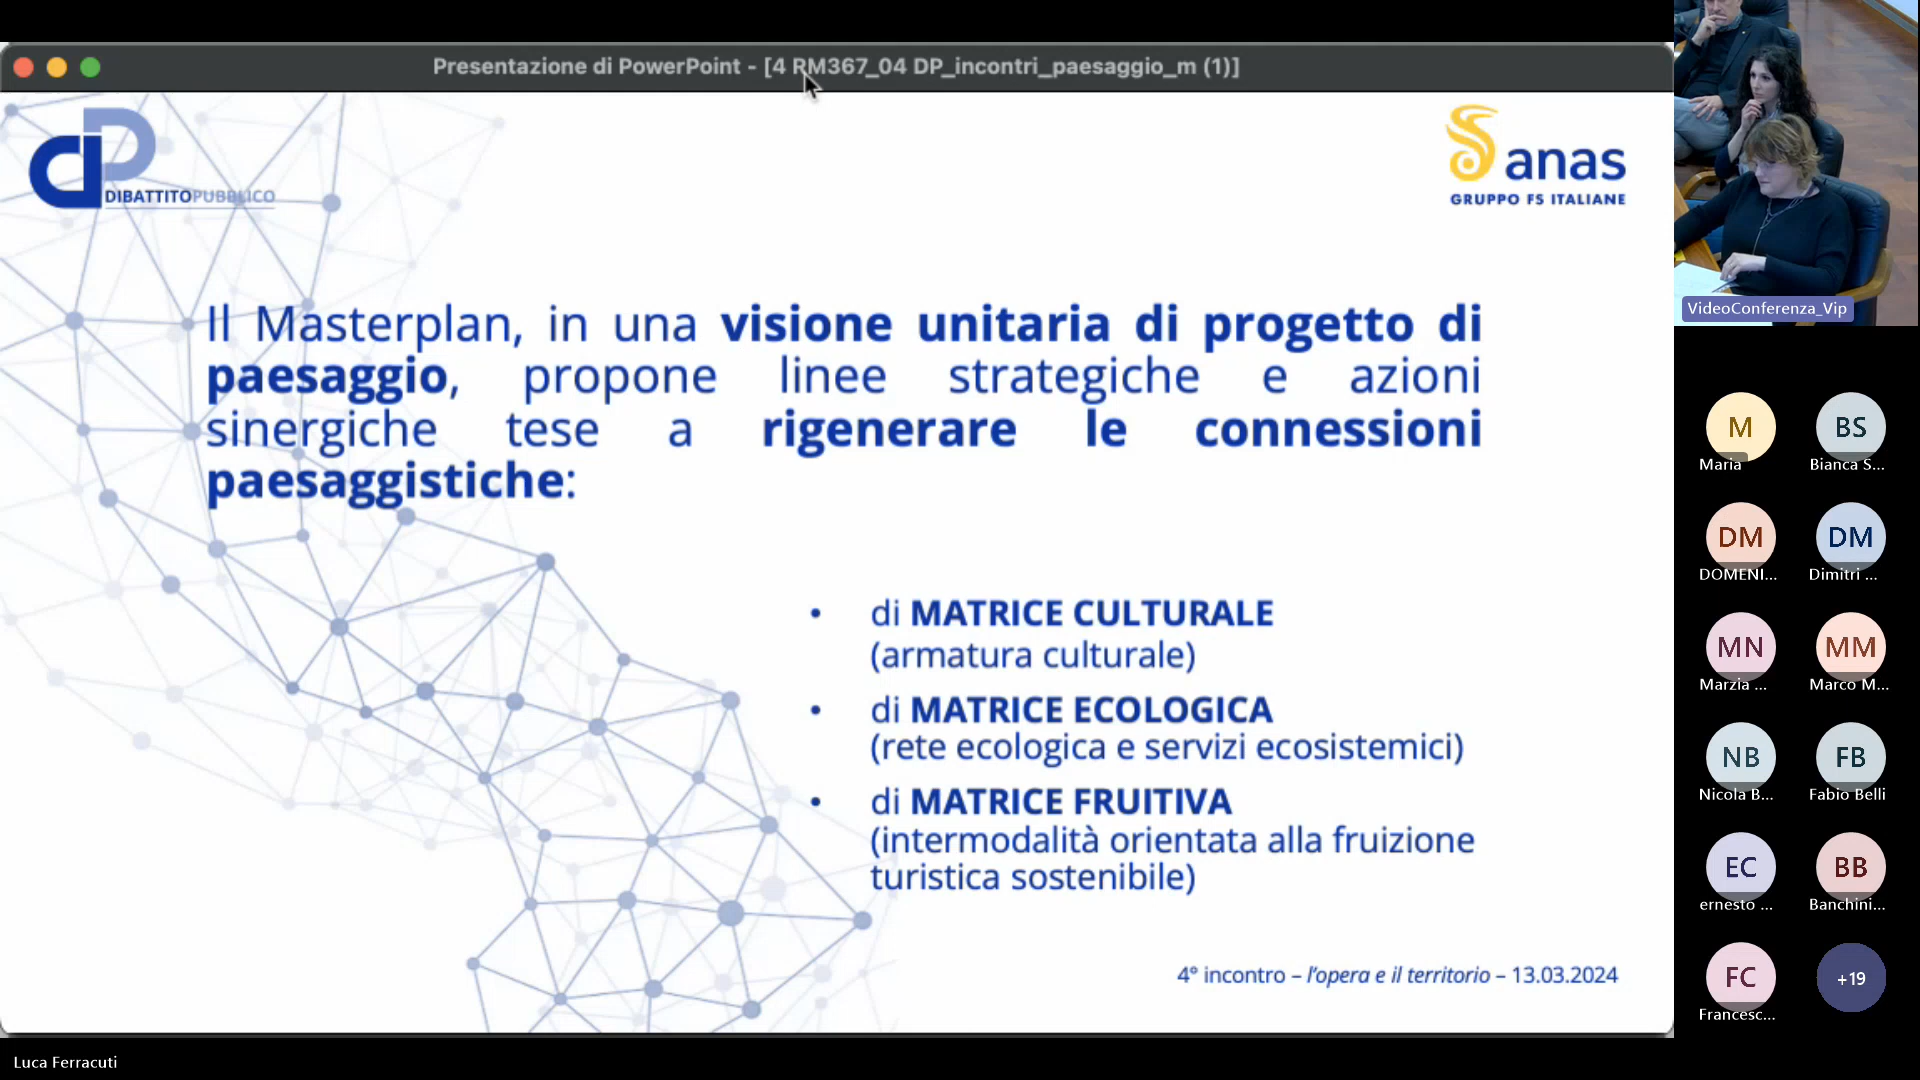 Presentazione di PowerPoint - [4 RM367_04 DP_incontri_paesaggio_m (1)]
dP
DIBATTITOPUBBLICO
anas
GRUPPO FS ITALIANE
Il Masterplan, in una visione unitaria di progetto di
paesaggio, propone linee strategiche e azioni
sinergiche tese a rigenerare le connessioni
paesaggistiche:
• di MATRICE CULTURALE
(armatura culturale)
• di MATRICE ECOLOGICA
(rete ecologica e servizi ecosistemici)
• di MATRICE FRUITIVA
(intermodalità orientata alla fruizione
turistica sostenibile)
4° incontro – l'opera e il territorio – 13.03.2024
Luca Ferracuti
VideoConferenza_Vip
M
Maria
BS
Bianca S...
DM
DOMENI...
DM
Dimitri ...
MN
Marzia ...
MM
Marco M...
NB
Nicola B...
FB
Fabio Belli
EC
ernesto ...
BB
Banchini...
FC
Francesc...
+19